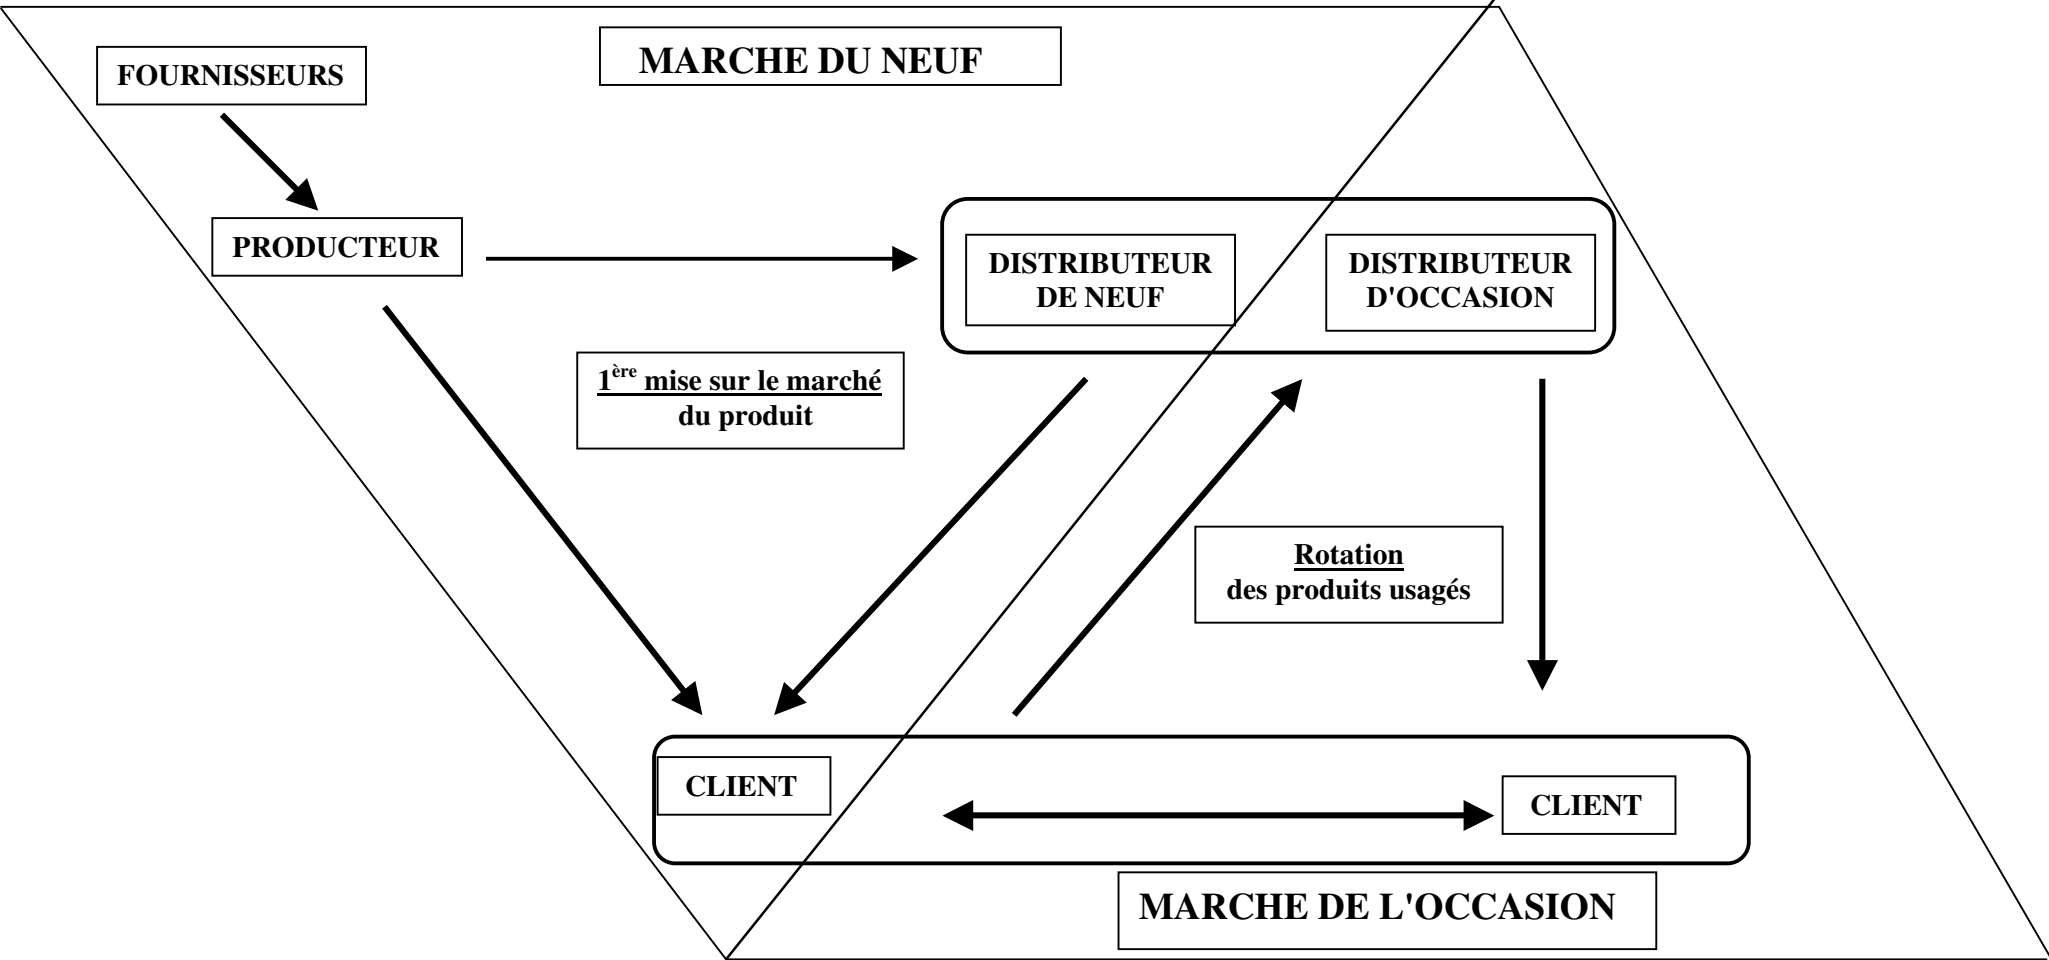 MARCHE DU NEUF
FOURNISSEURS
PRODUCTEUR
DISTRIBUTEUR
DE NEUF
DISTRIBUTEUR
D'OCCASION
1ère mise sur le marché
du produit
Rotation
des produits usagés
CLIENT
CLIENT
MARCHE DE L'OCCASION